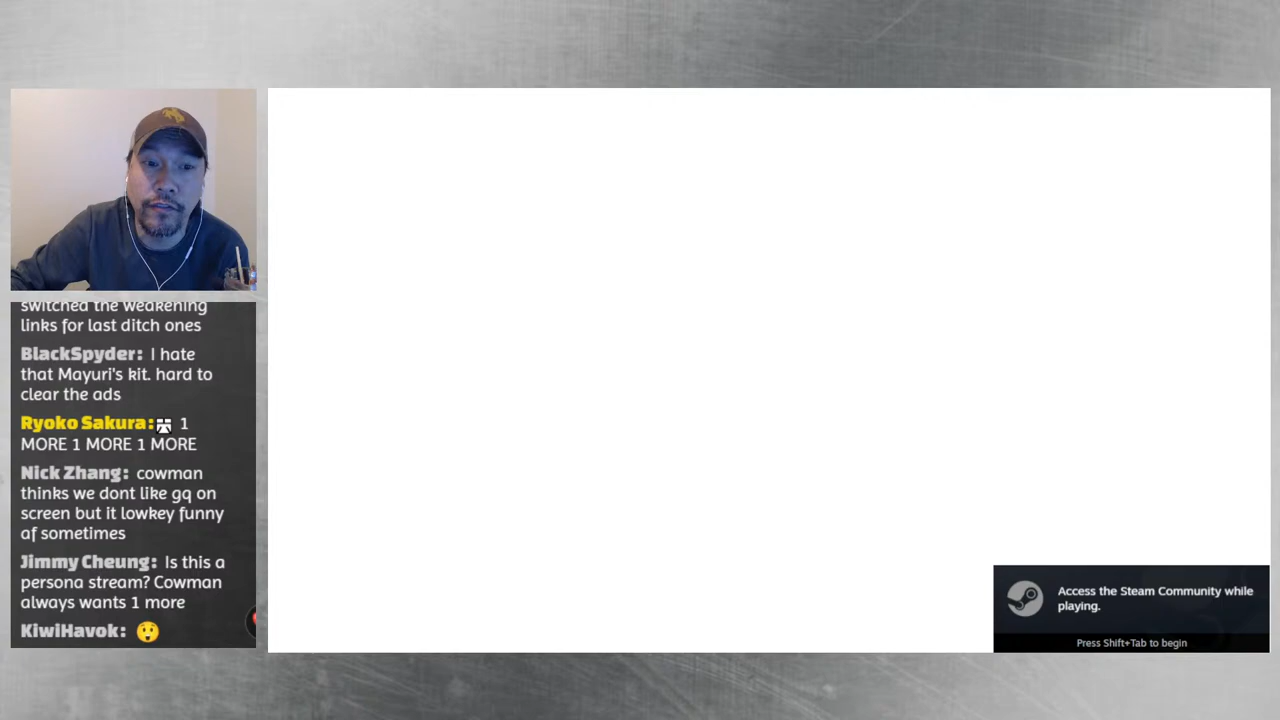 switched the weakening
links for last ditch ones
BlackSpyder: I hate
that Mayuri's kit. hard to
clear the ads
Ryoko Sakura: 1
MORE 1 MORE 1 MORE
Nick Zhang: cowman
thinks we dont like gq on
screen but it lowkey funny
af sometimes
Jimmy Cheung: Is this a
persona stream? Cowman
always wants 1 more
KiwiHavok:
Access the Steam Community while
playing.
Press Shift+Tab to begin